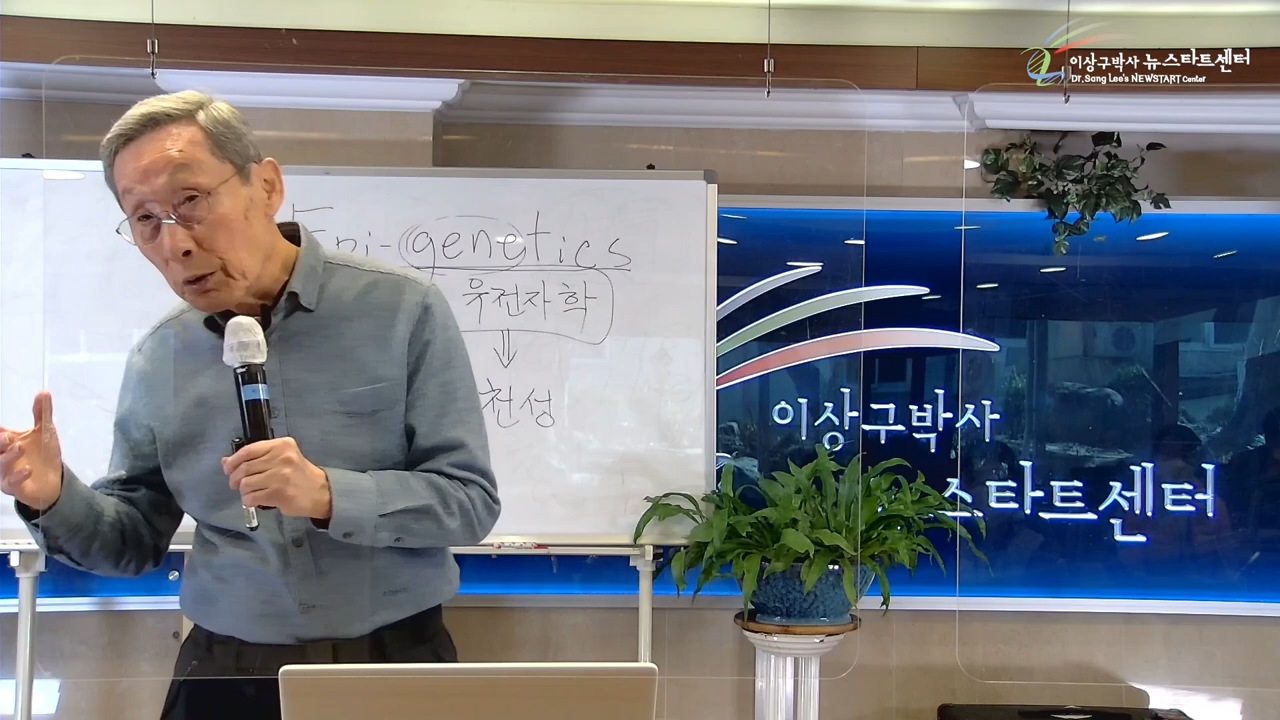 이상구박사 뉴스타트센터
Dr. Sang Lee's NEWSTART Center
Epi-genetics
유전자학
천성
이상구박사
스타트센터